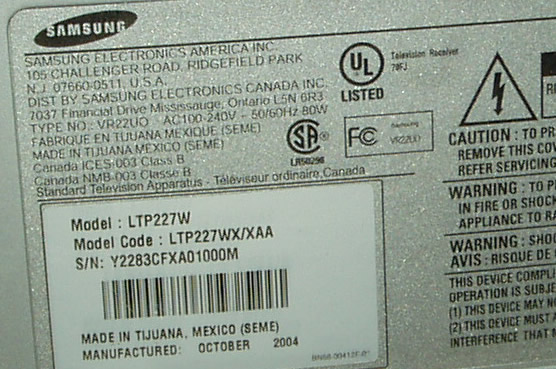 SAMSUNG
SAMSUNG ELECTRONICS AMERICA INC.
105 CHALLENGER ROAD, RIDGEFIELD PARK
N.J. 07660-0511, U.S.A.
DIST BY SAMSUNG ELECTRONICS CANADA INC.
7037 Financial Drive Mississauge, Ontario L5N 6R3
TYPE NO.: VR22UO AC100-240V ~ 50/60Hz 80W
FABRIQUE EN TIJUANA MEXIQUE (SEME)
MADE IN TIJUANA MEXICO (SEME)
Canada ICES-003 Class B
Canada NMB-003 Classe B
Standard Television Apparatus - Téléviseur ordinaire,Canada
UL
LISTED
Television Receiver
78FJ
SA
LR50298
FC
Samsung
VR22UO
CAUTION : TO PR
REMOVE THIS COV
REFER SERVICING
WARNING : TO P
IN FIRE OR SHOCK
APPLIANCE TO RA
WARNING : SHO
AVIS : RISQUE DE
THIS DEVICE COMPL
OPERATION IS SUBJE
(1) THIS DEVICE MAY N
(2) THIS DEVICE MUST A
INTERFERENCE THAT
Model : LTP227W
Model Code : LTP227WX/XAA
S/N: Y2283CFXA01000M
MADE IN TIJUANA, MEXICO (SEME)
MANUFACTURED: OCTOBER 2004